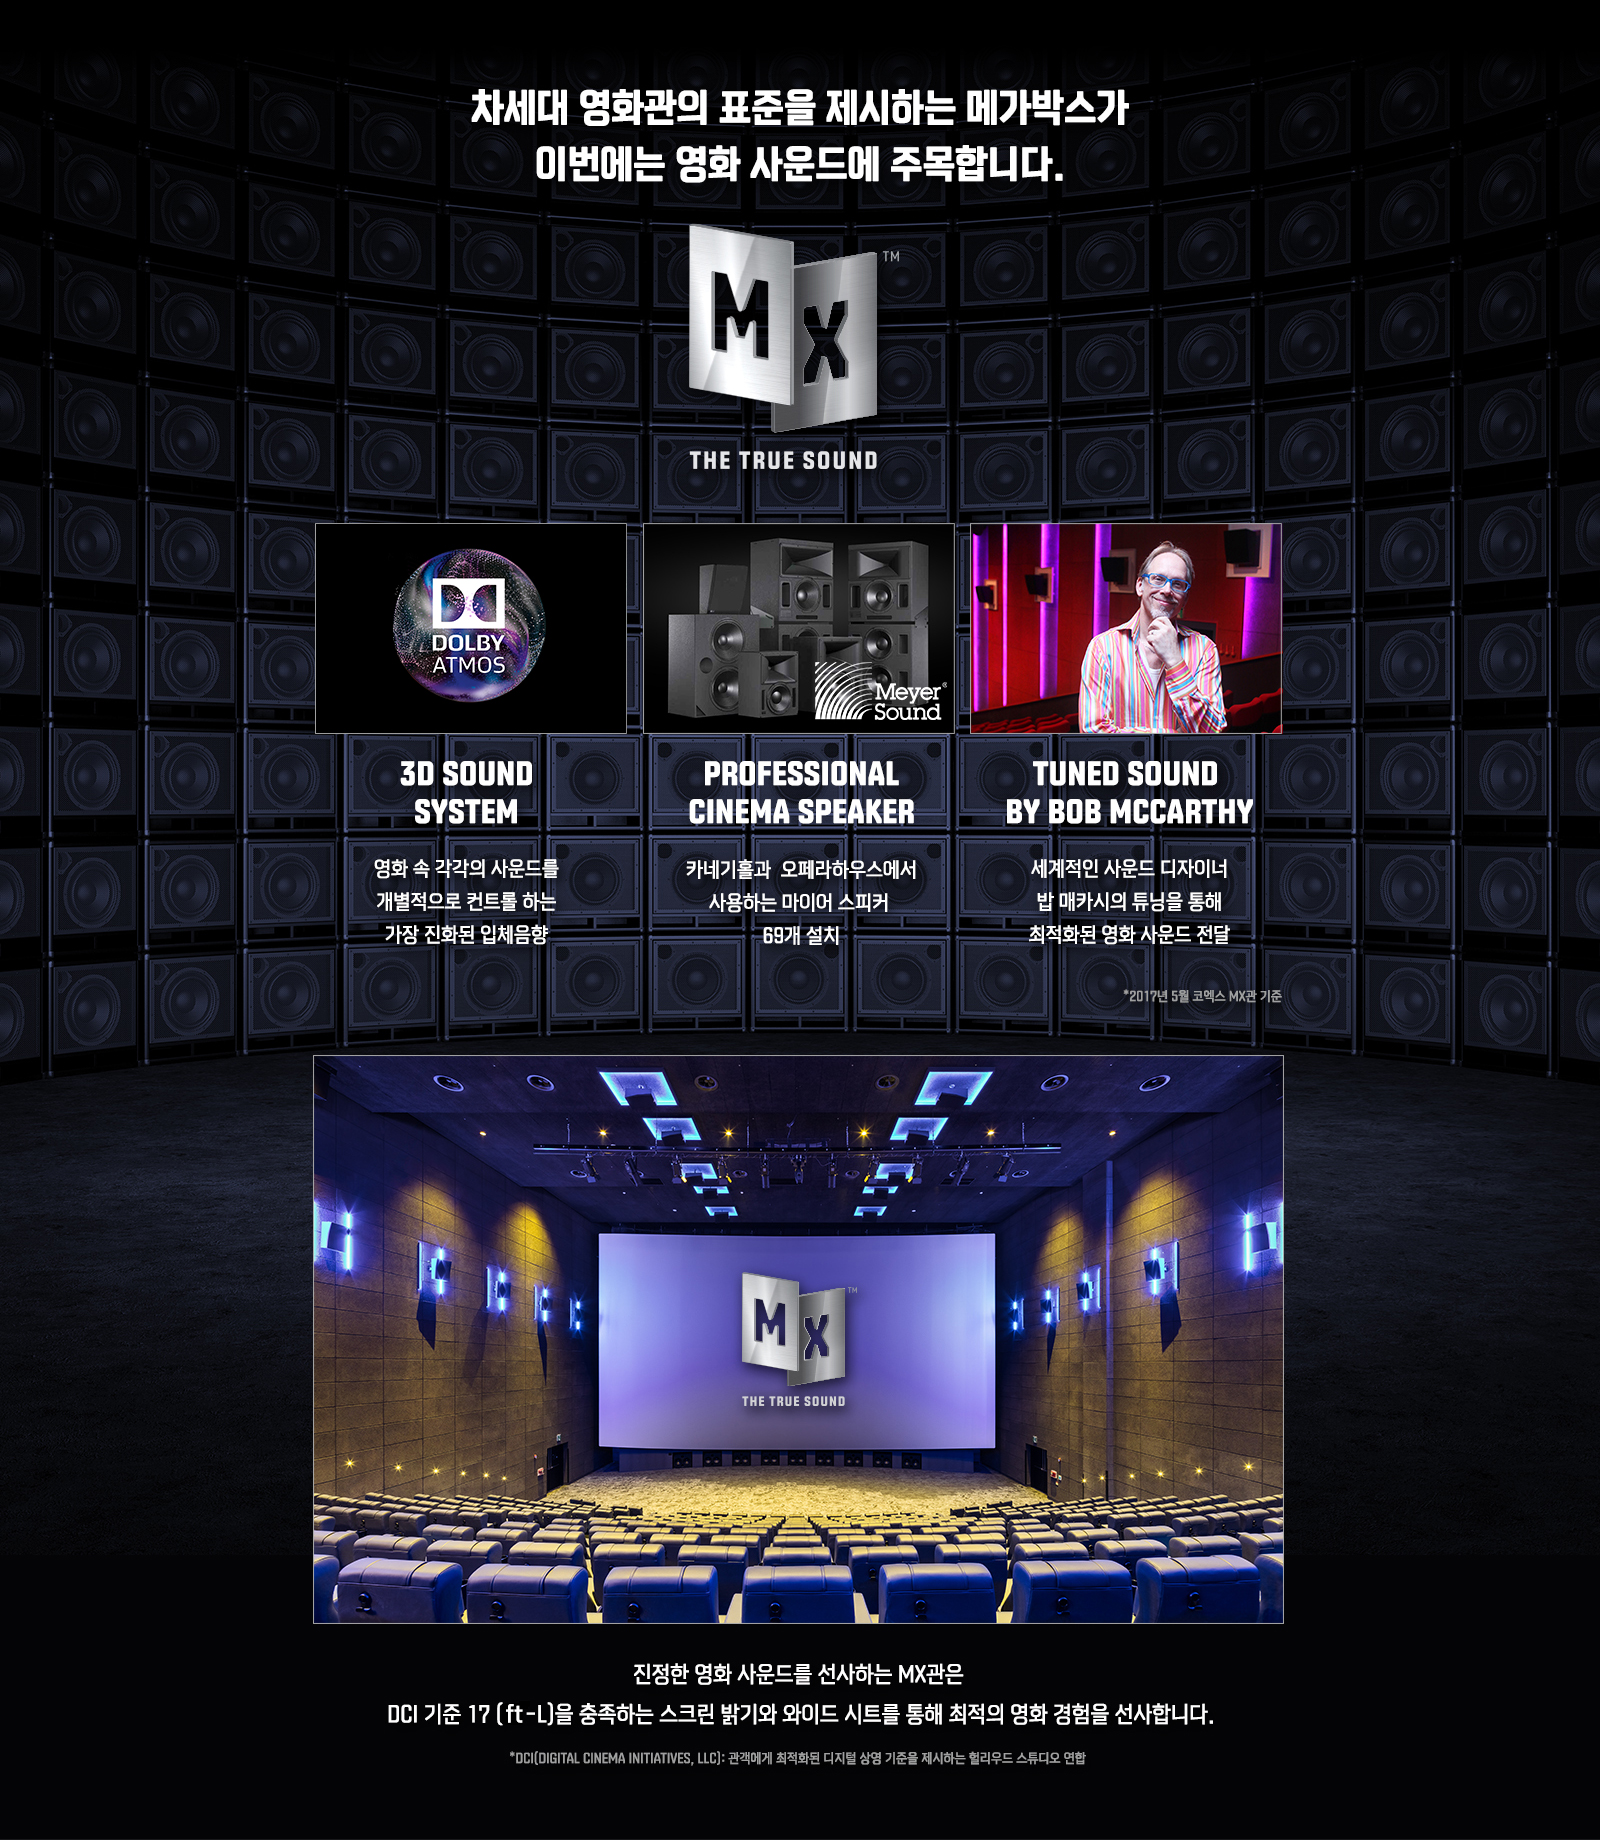 차세대 영화관의 표준을 제시하는 메가박스가
이번에는 영화 사운드에 주목합니다.
MX™
THE TRUE SOUND
DOLBY
ATMOS
Meyer®
Sound
3D SOUND
SYSTEM
영화 속 각각의 사운드를
개별적으로 컨트롤 하는
가장 진화된 입체음향
PROFESSIONAL
CINEMA SPEAKER
카네기홀과 오페라하우스에서
사용하는 마이어 스피커
69개 설치
TUNED SOUND
BY BOB MCCARTHY
세계적인 사운드 디자이너
밥 매카시의 튜닝을 통해
최적화된 영화 사운드 전달
*2017년 5월 코엑스 MX관 기준
MX™
THE TRUE SOUND
진정한 영화 사운드를 선사하는 MX관은
DCI 기준 17 (ft-L)을 충족하는 스크린 밝기와 와이드 시트를 통해 최적의 영화 경험을 선사합니다.
*DCI(DIGITAL CINEMA INITIATIVES, LLC): 관객에게 최적화된 디지털 상영 기준을 제시하는 헐리우드 스튜디오 연합